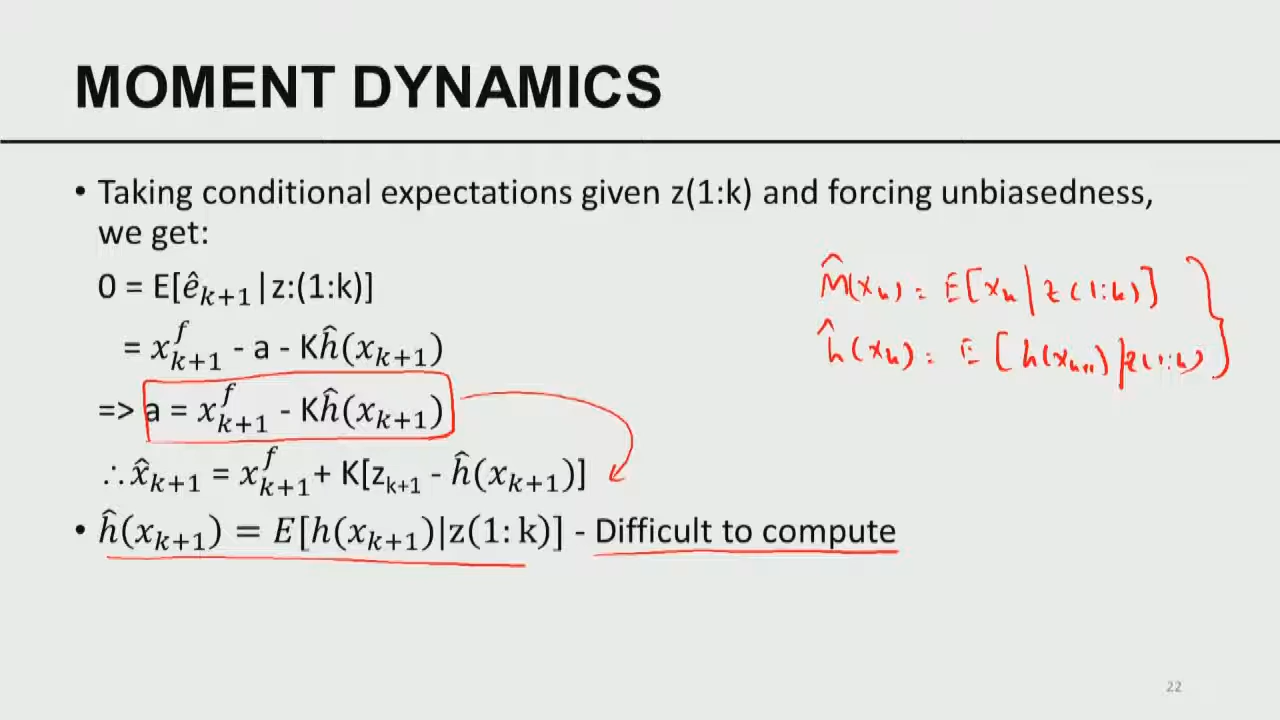 MOMENT DYNAMICS
• Taking conditional expectations given z(1:k) and forcing unbiasedness,
we get:
0 = E[ê_{k+1}|z:(1:k)]
= x^f_{k+1} - a - Kĥ(x_{k+1})
=> a = x^f_{k+1} - Kĥ(x_{k+1})
∴ x̂_{k+1} = x^f_{k+1} + K[z_{k+1} - ĥ(x_{k+1})]
• ĥ(x_{k+1}) = E[h(x_{k+1})|z(1:k)] - Difficult to compute
M̂(x_k) = E[x_k | z(1:k)]
ĥ(x_k) = E[h(x_{k+1}) | z(1:k)
22